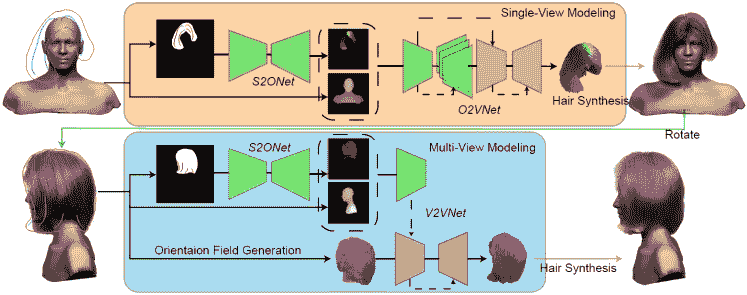 Single-View Modeling
S2ONet
O2VNet
Hair Synthesis
Rotate
S2ONet
Multi-View Modeling
V2VNet
Orientaion Field Generation
Hair Synthesis